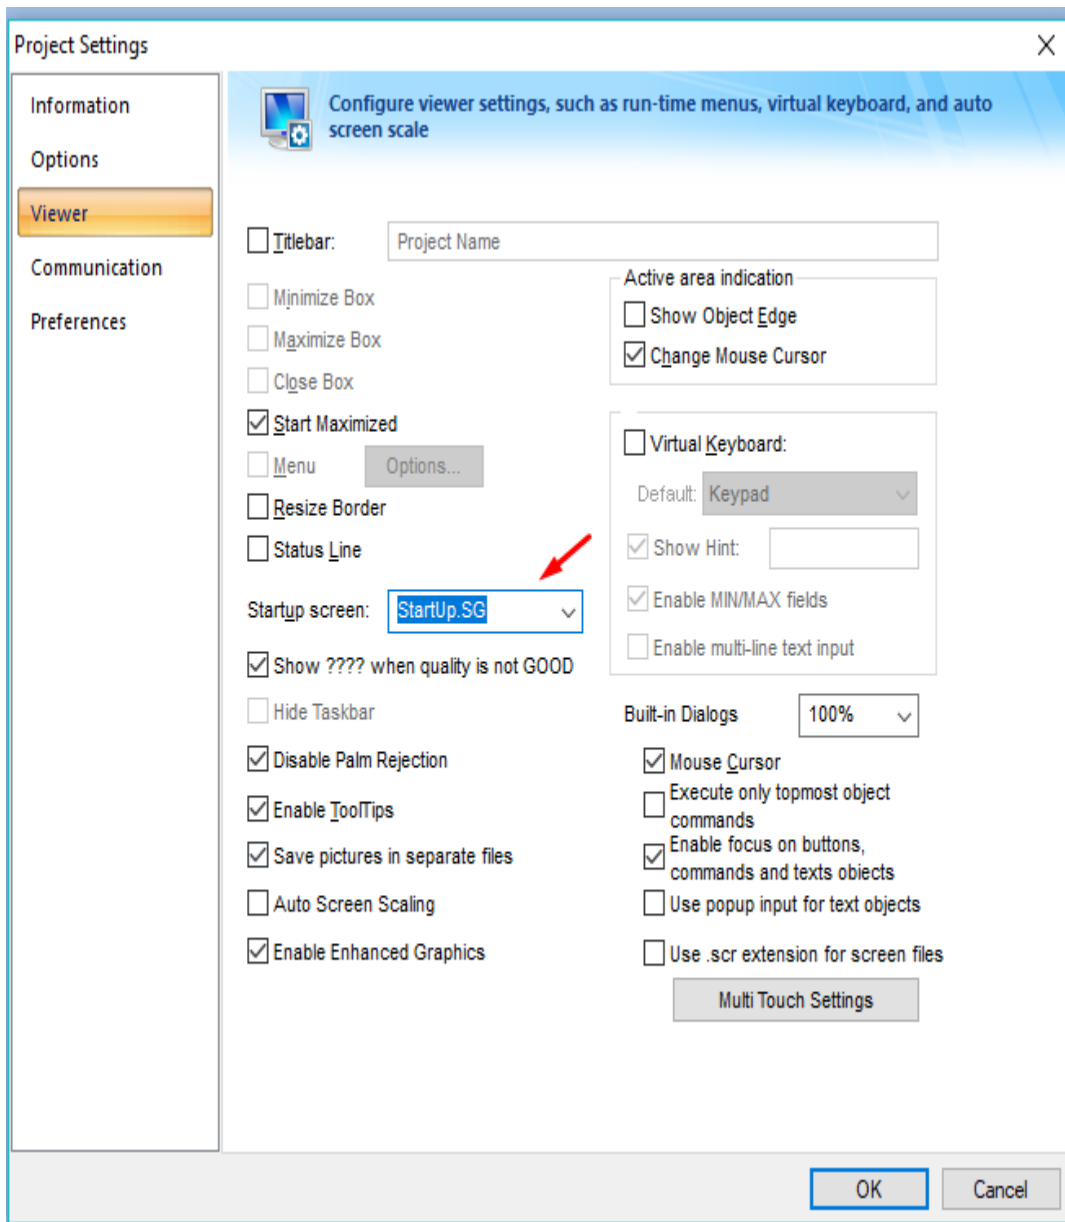 Project Settings
Information
Options
Viewer
Communication
Preferences
Configure viewer settings, such as run-time menus, virtual keyboard, and auto
screen scale
Titlebar: Project Name
Minimize Box
Maximize Box
Close Box
Start Maximized
Menu Options...
Resize Border
Status Line
Startup screen: StartUp.SG
Show ???? when quality is not GOOD
Hide Taskbar
Disable Palm Rejection
Enable ToolTips
Save pictures in separate files
Auto Screen Scaling
Enable Enhanced Graphics
Active area indication
Show Object Edge
Change Mouse Cursor
Virtual Keyboard:
Default: Keypad
Show Hint:
Enable MIN/MAX fields
Enable multi-line text input
Built-in Dialogs 100%
Mouse Cursor
Execute only topmost object
commands
Enable focus on buttons,
commands and texts objects
Use popup input for text objects
Use .scr extension for screen files
Multi Touch Settings
OK Cancel